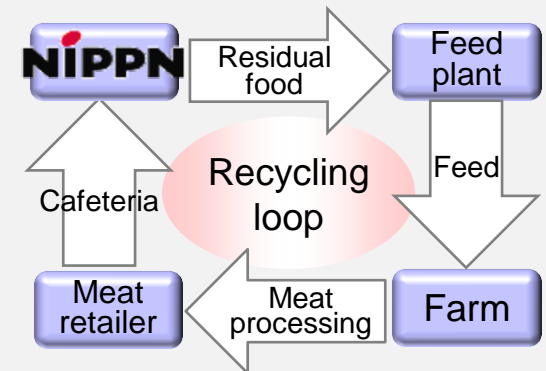 NIPPN
Residual
food
Feed
plant
Feed
Recycling
loop
Cafeteria
Meat
retailer
Meat
processing
Farm